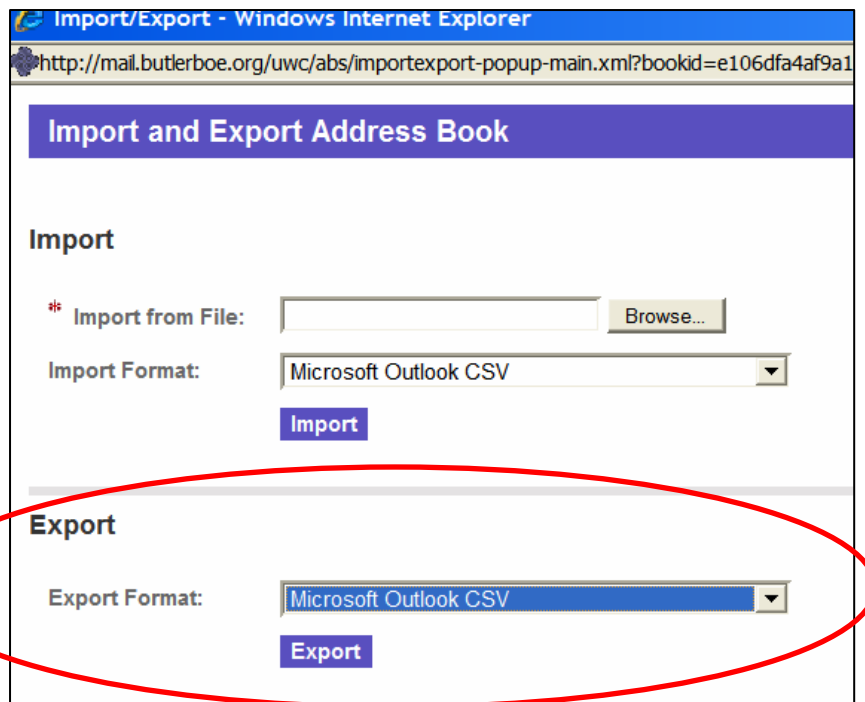 Import/Export - Windows Internet Explorer
http://mail.butlerboe.org/uwc/abs/importexport-popup-main.xml?bookid=e106dfa4af9a1
Import and Export Address Book
Import
* Import from File: Browse...
Import Format: Microsoft Outlook CSV
Import
Export
Export Format: Microsoft Outlook CSV
Export